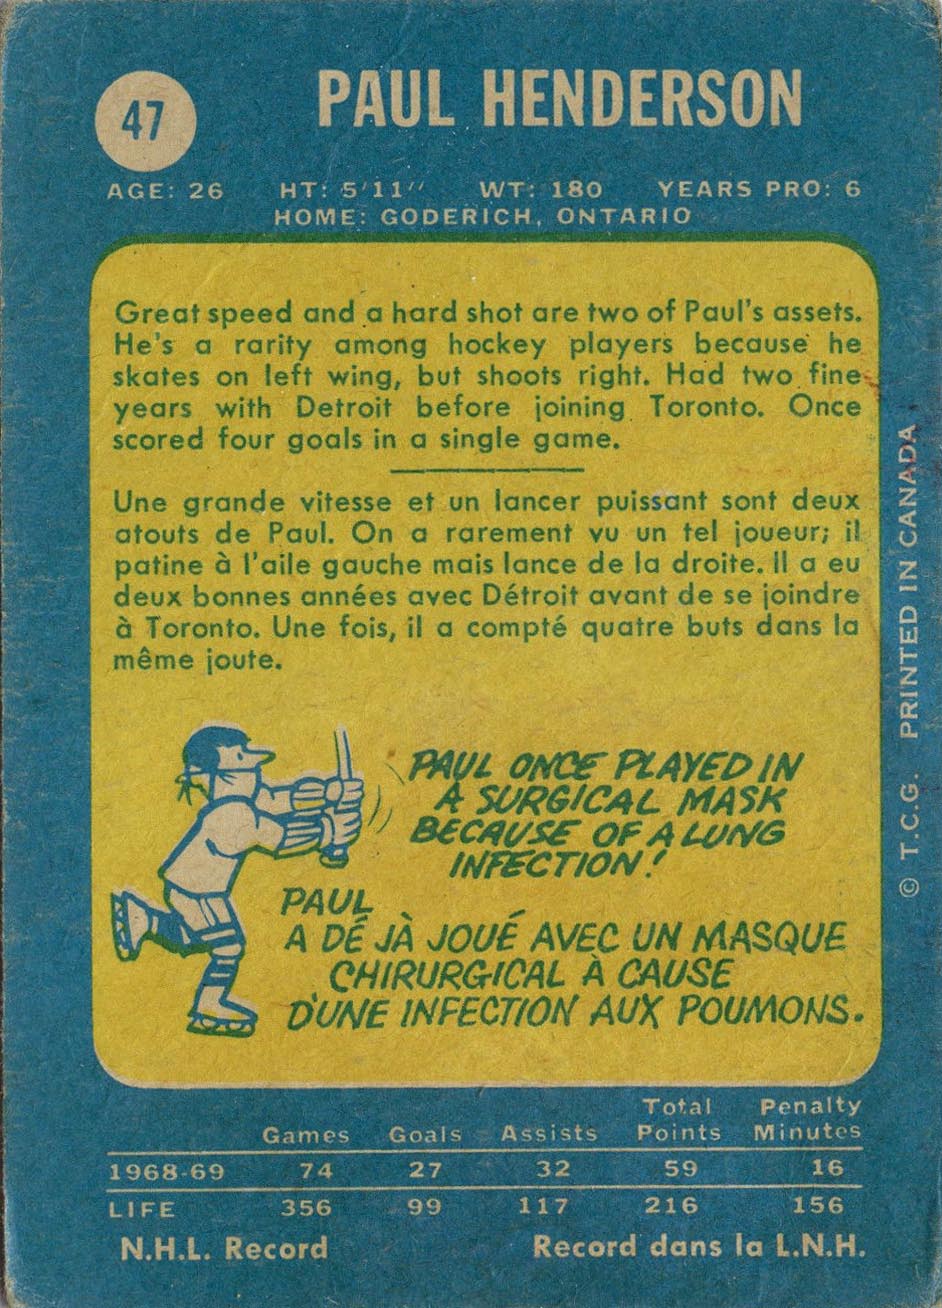 47
PAUL HENDERSON
AGE: 26 HT: 5'11" WT: 180 YEARS PRO: 6
HOME: GODERICH, ONTARIO
Great speed and a hard shot are two of Paul's assets.
He's a rarity among hockey players because he
skates on left wing, but shoots right. Had two fine
years with Detroit before joining Toronto. Once
scored four goals in a single game.
Une grande vitesse et un lancer puissant sont deux
atouts de Paul. On a rarement vu un tel joueur; il
patine à l'aile gauche mais lance de la droite. Il a eu
deux bonnes années avec Détroit avant de se joindre
à Toronto. Une fois, il a compté quatre buts dans la
même joute.
PAUL ONCE PLAYED IN
A SURGICAL MASK
BECAUSE OF A LUNG
INFECTION!
PAUL
A DÉ JÀ JOUÉ AVEC UN MASQUE
CHIRURGICAL À CAUSE
D'UNE INFECTION AUX POUMONS.
© T.C.G. PRINTED IN CANADA
Total Penalty
Games Goals Assists Points Minutes
1968-69 74 27 32 59 16
LIFE 356 99 117 216 156
N.H.L. Record Record dans la L.N.H.